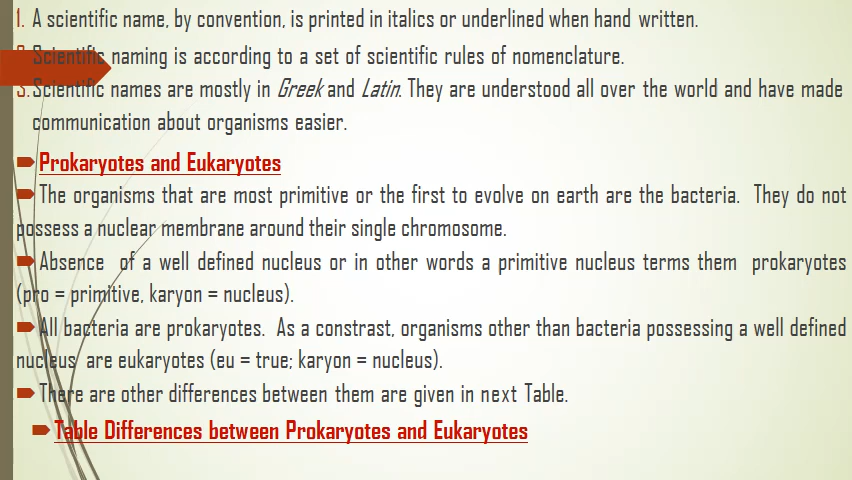 1. A scientific name, by convention, is printed in italics or underlined when hand written.
2. Scientific naming is according to a set of scientific rules of nomenclature.
3. Scientific names are mostly in Greek and Latin. They are understood all over the world and have made
communication about organisms easier.
Prokaryotes and Eukaryotes
The organisms that are most primitive or the first to evolve on earth are the bacteria. They do not
possess a nuclear membrane around their single chromosome.
Absence of a well defined nucleus or in other words a primitive nucleus terms them prokaryotes
(pro = primitive, karyon = nucleus).
All bacteria are prokaryotes. As a constrast, organisms other than bacteria possessing a well defined
nucleus are eukaryotes (eu = true; karyon = nucleus).
There are other differences between them are given in next Table.
Table Differences between Prokaryotes and Eukaryotes